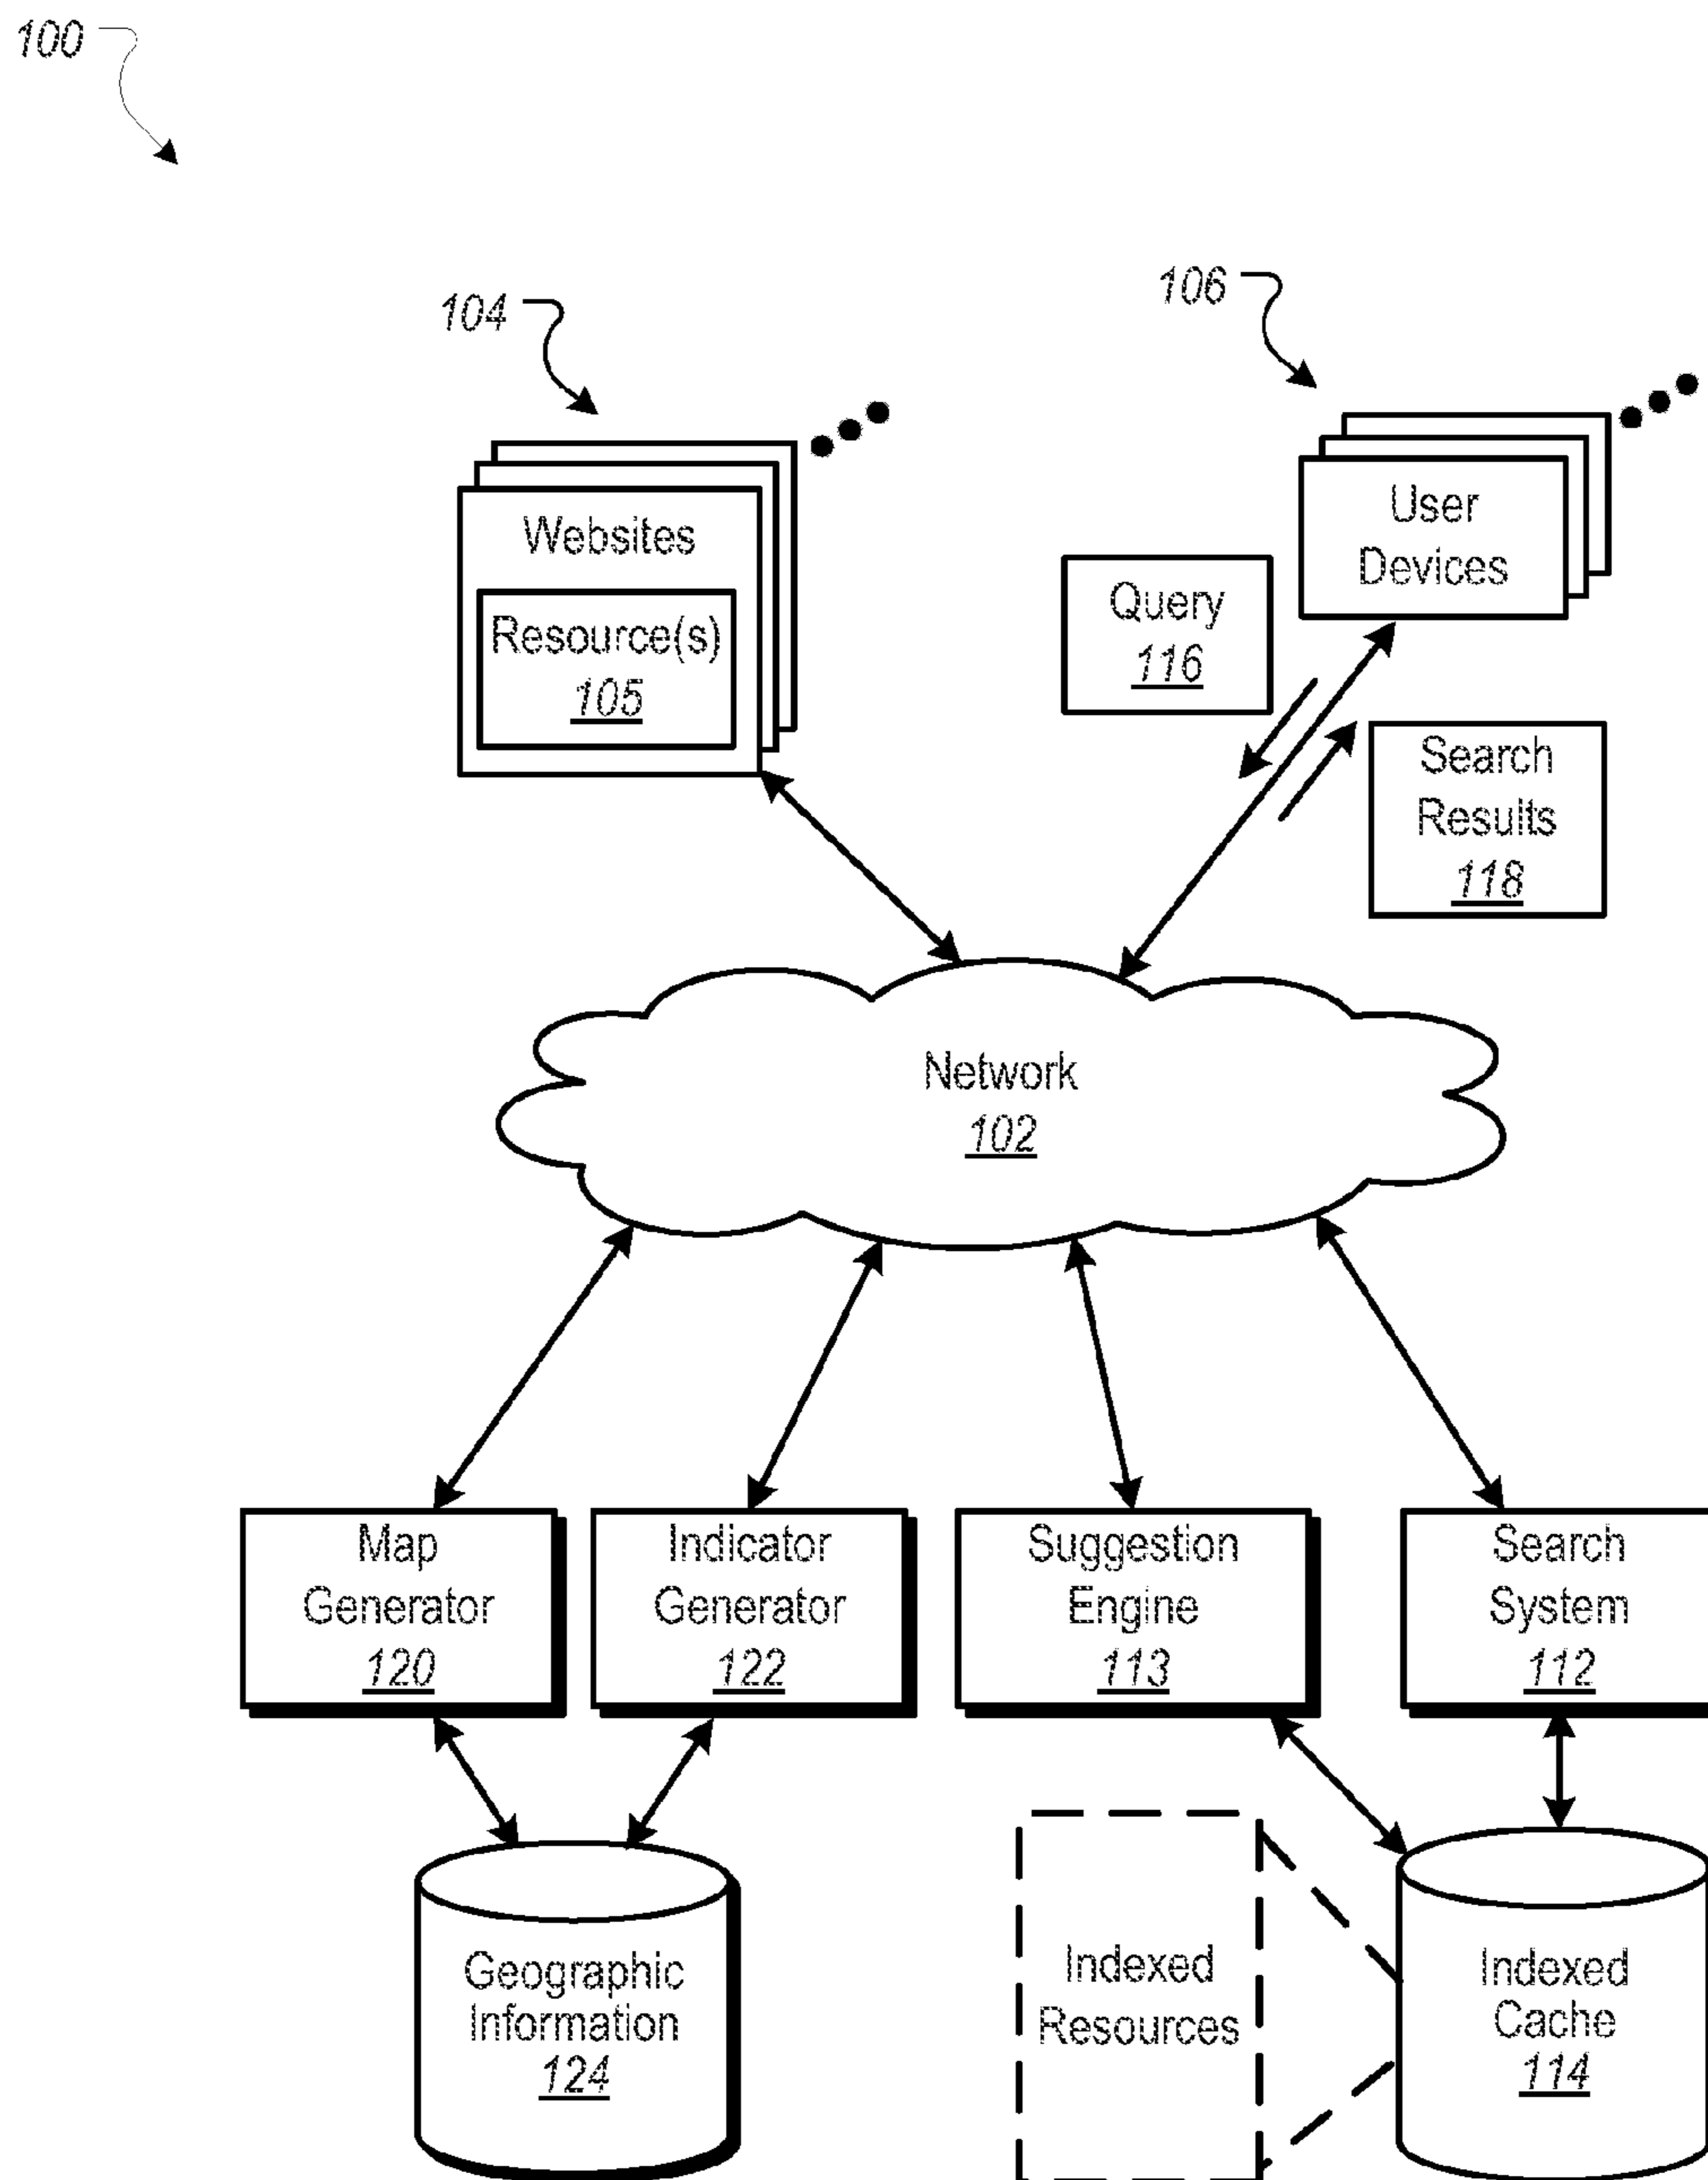 100
104
106
Websites
Resource(s)
105
User
Devices
Query
116
Search
Results
118
Network
102
Map
Generator
120
Indicator
Generator
122
Suggestion
Engine
113
Search
System
112
Geographic
Information
124
Indexed
Resources
Indexed
Cache
114